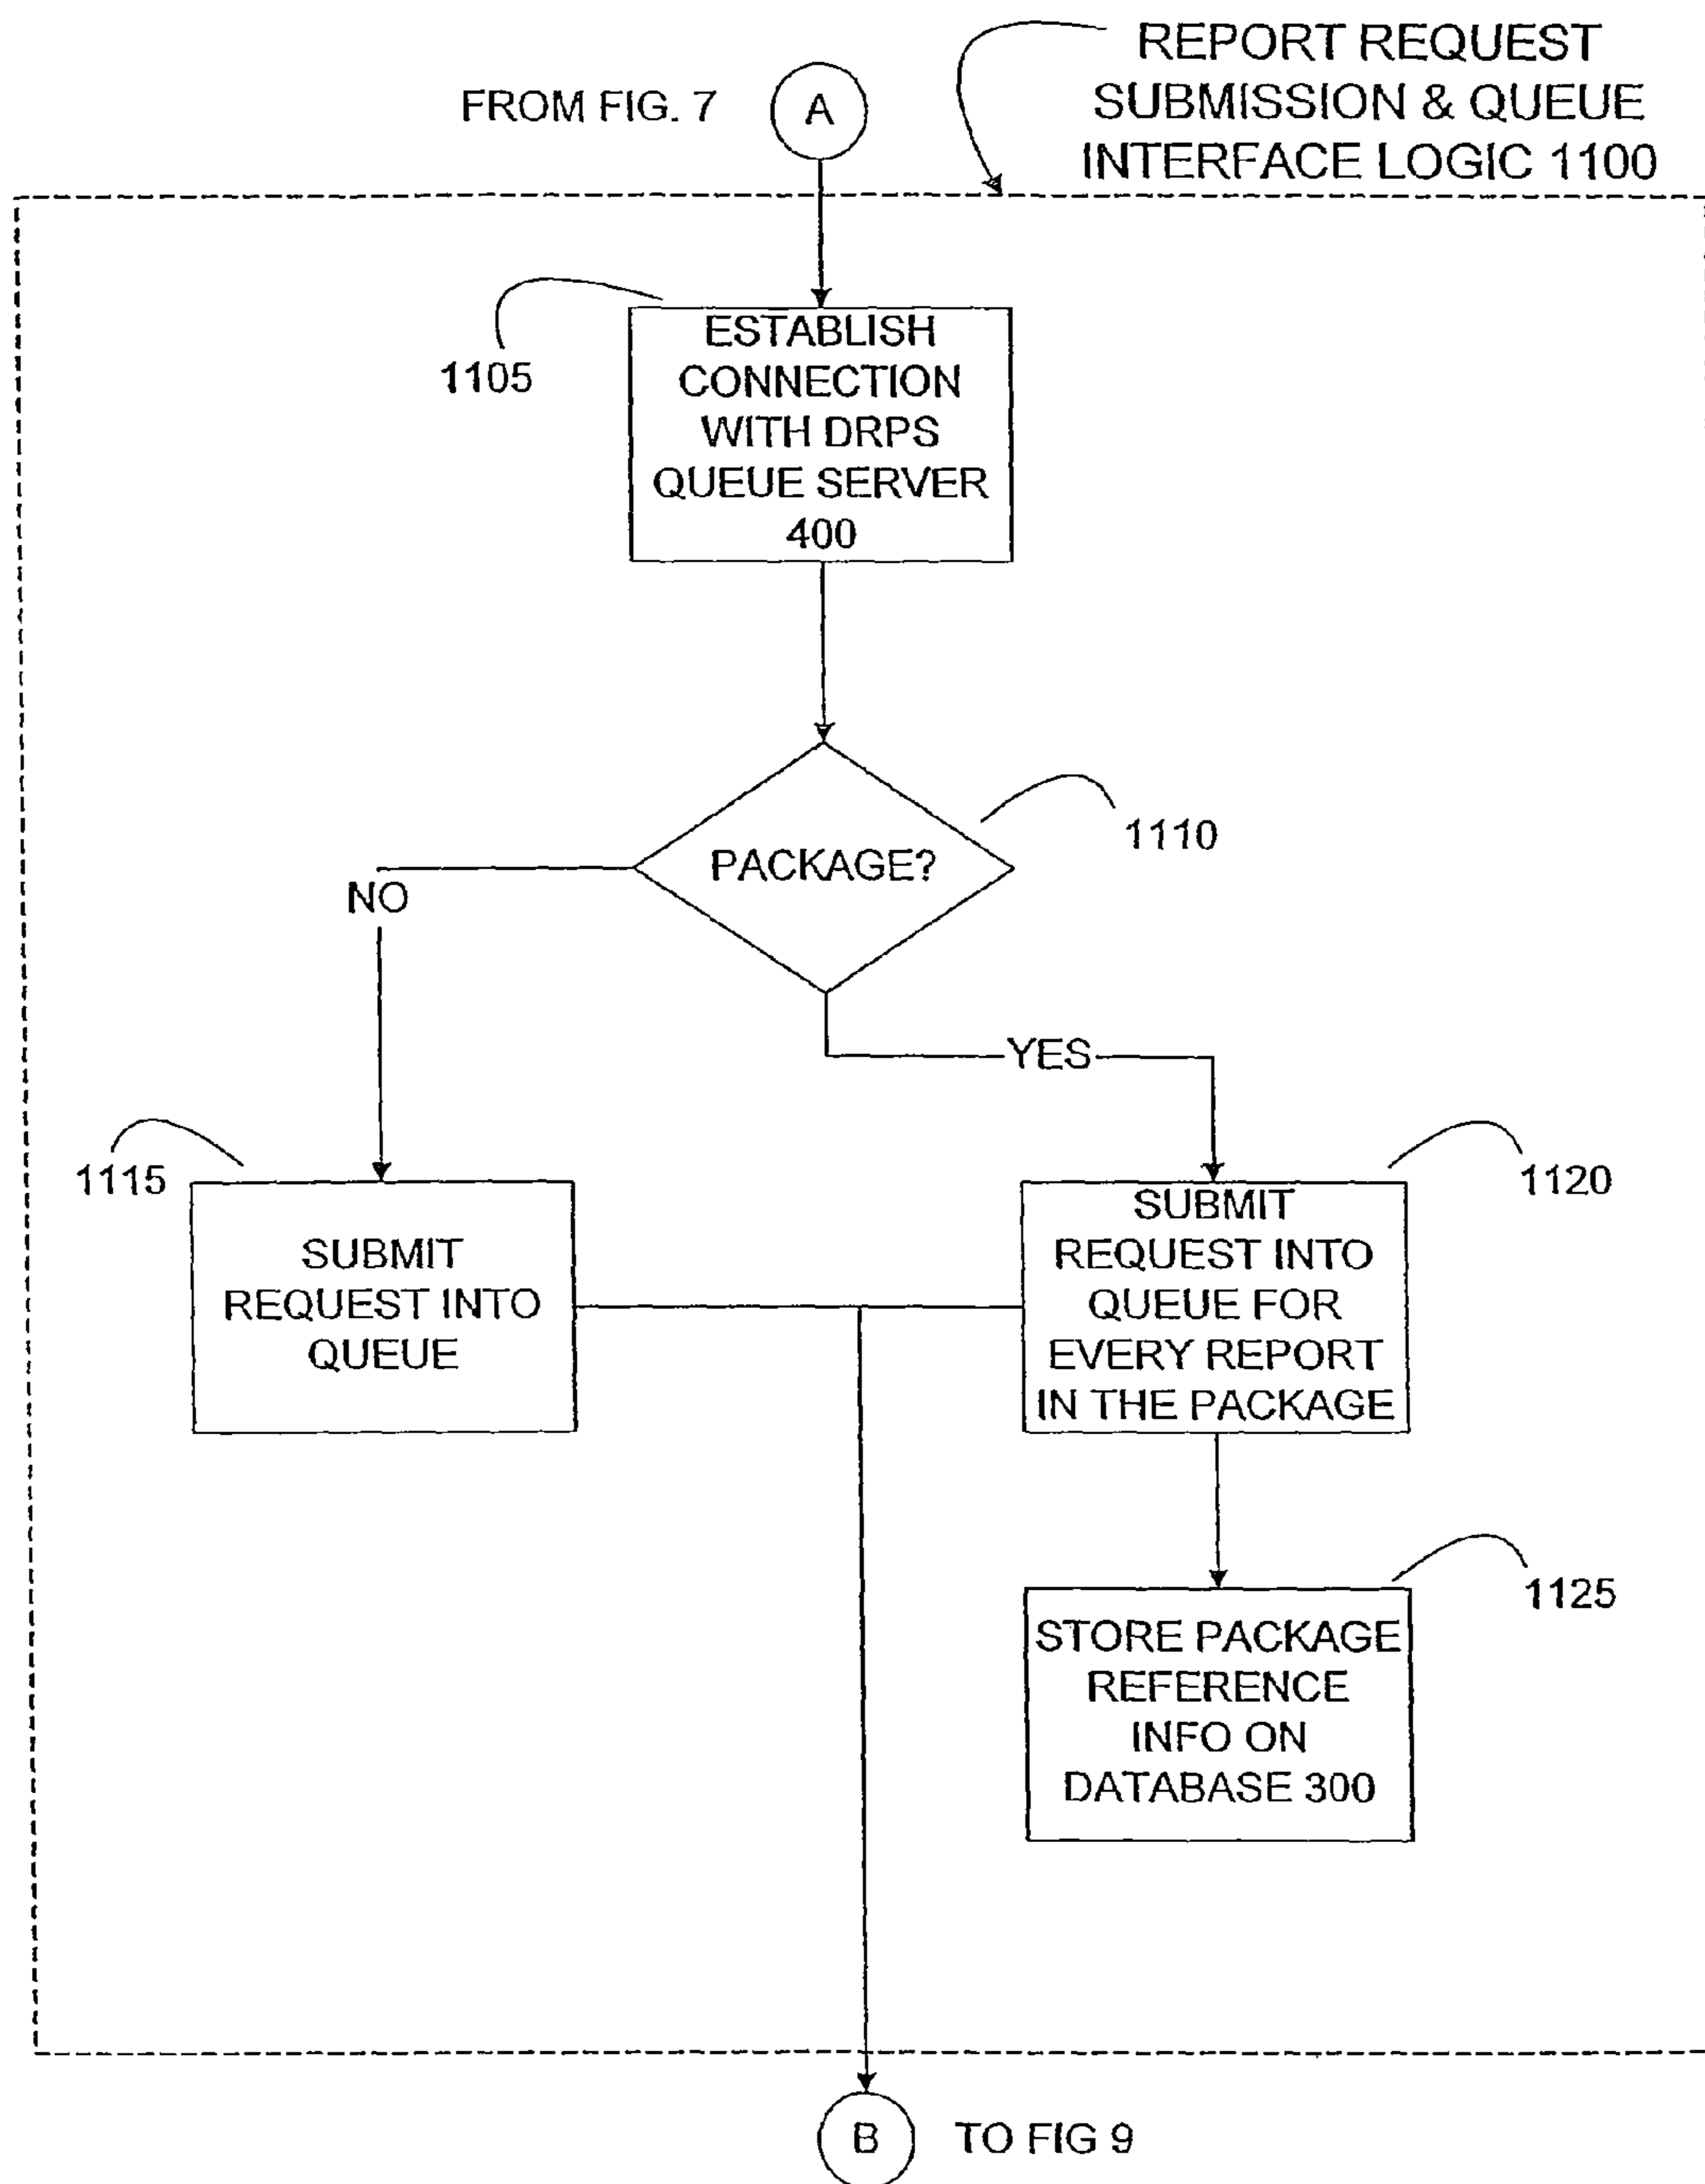 REPORT REQUEST
SUBMISSION & QUEUE
INTERFACE LOGIC 1100
FROM FIG. 7
A
ESTABLISH
CONNECTION
WITH DRPS
QUEUE SERVER
400
1105
PACKAGE?
1110
NO
YES
1115
SUBMIT
REQUEST INTO
QUEUE
1120
SUBMIT
REQUEST INTO
QUEUE FOR
EVERY REPORT
IN THE PACKAGE
1125
STORE PACKAGE
REFERENCE
INFO ON
DATABASE 300
B
TO FIG 9